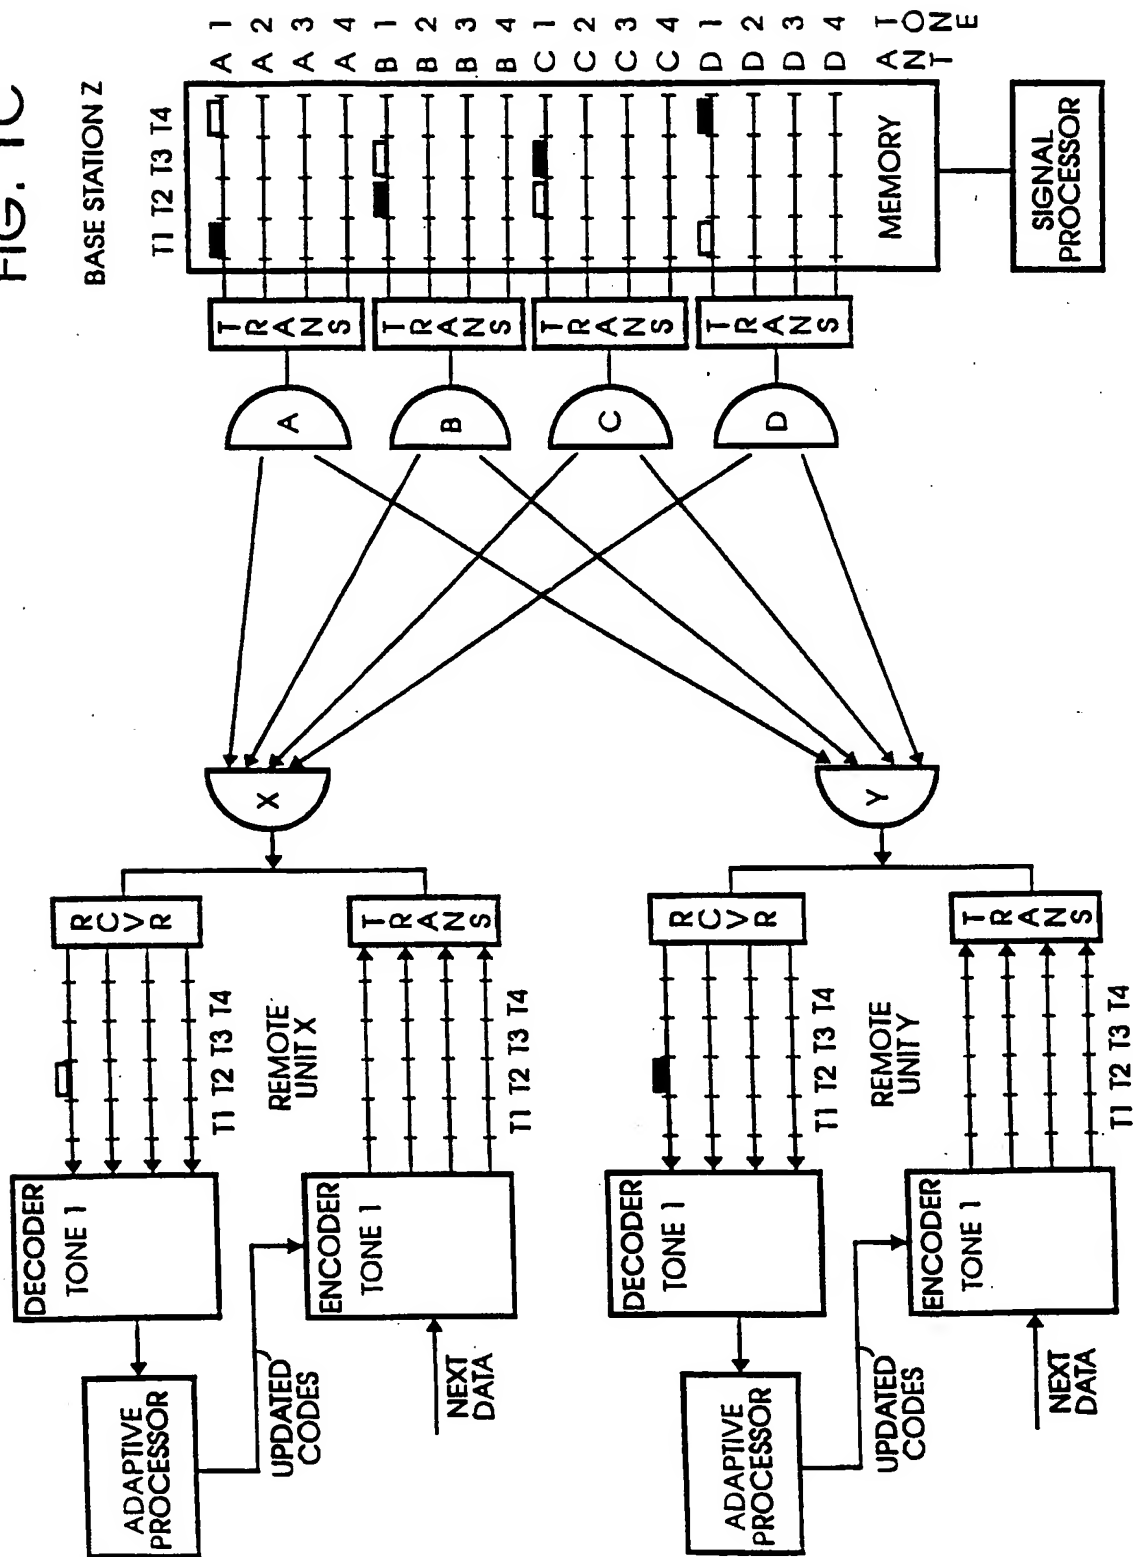 FIG. 1C
BASE STATION Z
T1 T2 T3 T4
A 1
A 2
A 3
A 4
B 1
B 2
B 3
B 4
C 1
C 2
C 3
C 4
D 1
D 2
D 3
D 4
ANT
TONE
MEMORY
SIGNAL
PROCESSOR
TRANS
TRANS
TRANS
TRANS
A
B
C
D
X
Y
RCVR
T1 T2 T3 T4
REMOTE
UNIT X
TRANS
T1 T2 T3 T4
DECODER
TONE 1
ENCODER
TONE 1
ADAPTIVE
PROCESSOR
UPDATED
CODES
NEXT
DATA
RCVR
T1 T2 T3 T4
REMOTE
UNIT Y
TRANS
T1 T2 T3 T4
DECODER
TONE 1
ENCODER
TONE 1
ADAPTIVE
PROCESSOR
UPDATED
CODES
NEXT
DATA